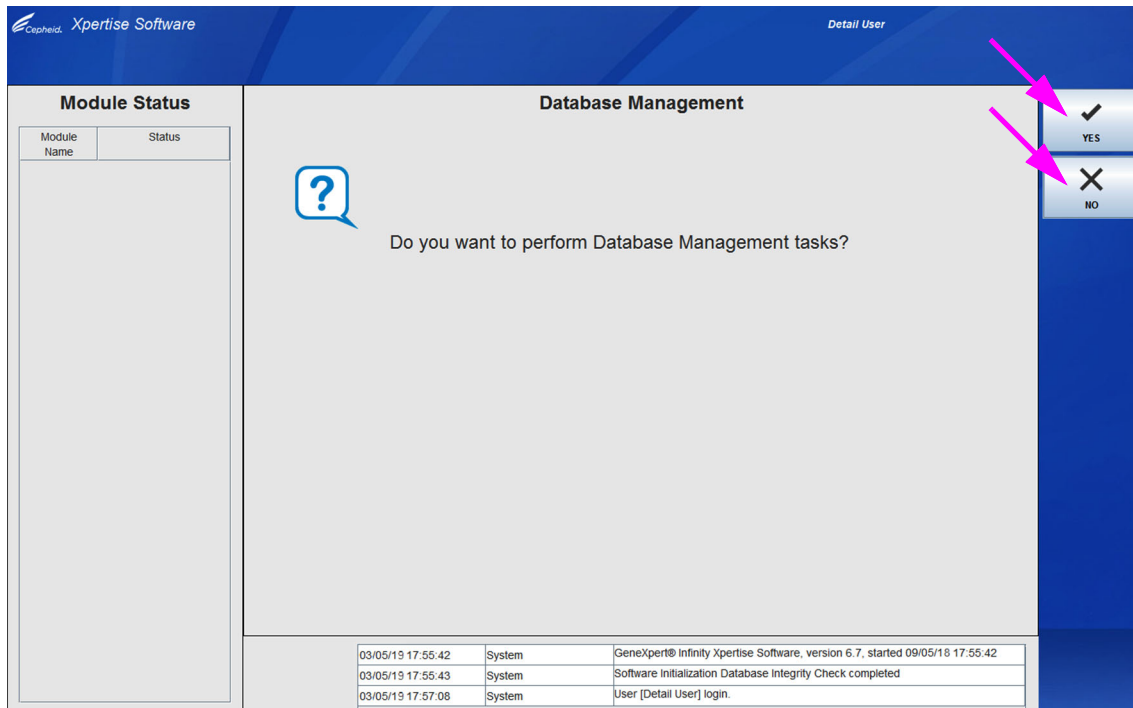 Cepheid. Xpertise Software
Detail User
Module Status
Module Name
Status
Database Management
YES
NO
?
Do you want to perform Database Management tasks?
03/05/19 17:55:42 System GeneXpert® Infinity Xpertise Software, version 6.7, started 09/05/18 17:55:42
03/05/19 17:55:43 System Software Initialization Database Integrity Check completed
03/05/19 17:57:08 System User [Detail User] login.